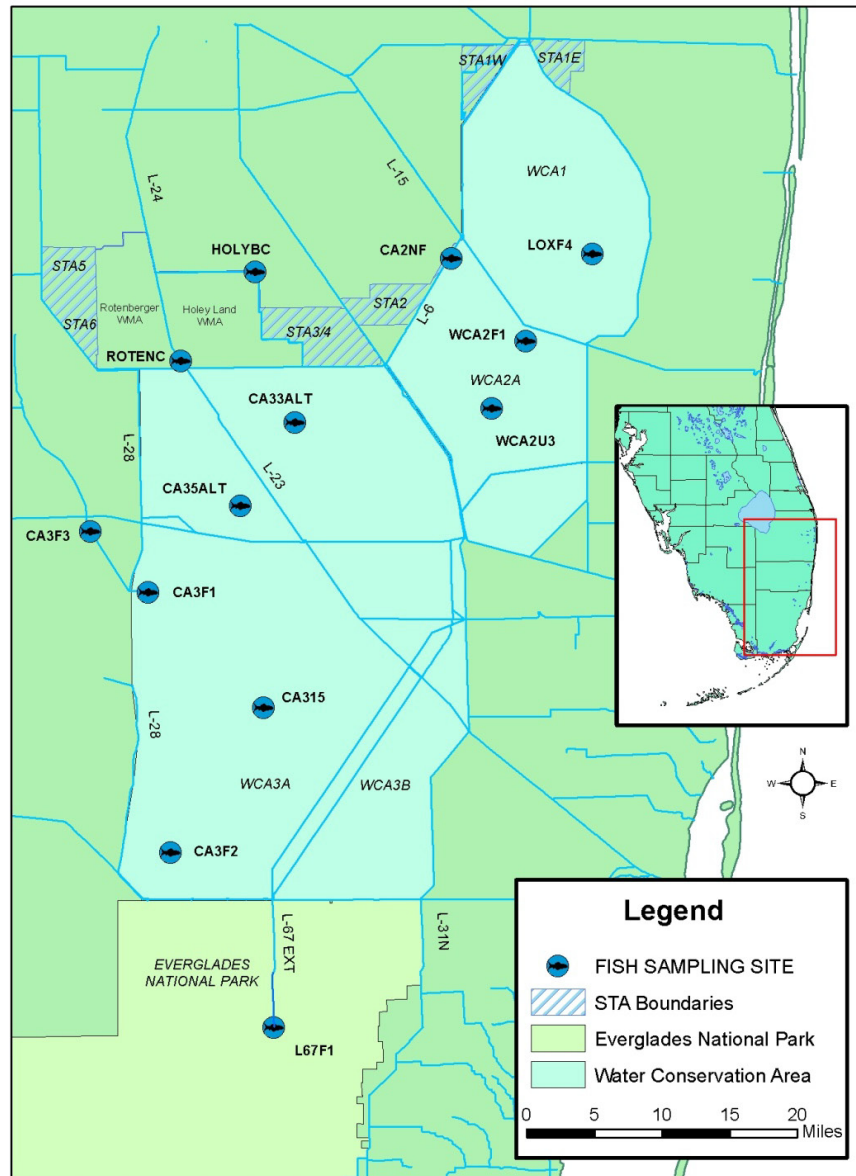 STA1W
STA1E
L-24
L-15
WCA1
HOLYBC
CA2NF
LOXF4
STA5
STA2
Rotenberger
WMA
Holey Land
WMA
L-6
STA6
STA3/4
WCA2F1
ROTENC
WCA2A
CA33ALT
WCA2U3
L-28
L-23
CA35ALT
CA3F3
CA3F1
CA315
L-28
WCA3A
WCA3B
N
W
E
S
CA3F2
L-67 EXT
L-31N
EVERGLADES
NATIONAL PARK
L67F1
Legend
FISH SAMPLING SITE
STA Boundaries
Everglades National Park
Water Conservation Area
0 5 10 15 20
Miles